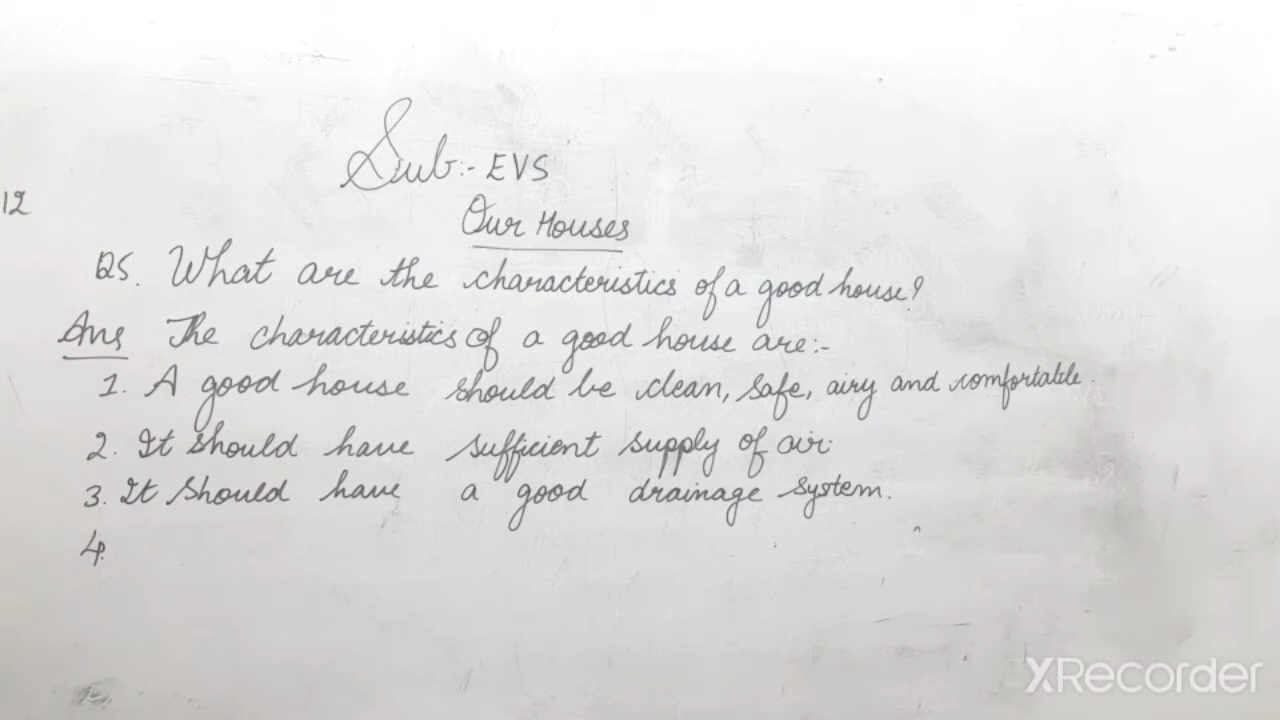 Sub:- EVS
12
Our Houses
Q5. What are the characteristics of a good house?
Ans The characteristics of a good house are:-
1. A good house should be clean, safe, airy and comfortable.
2. It should have sufficient supply of air.
3. It should have a good drainage system.
4.
XRecorder